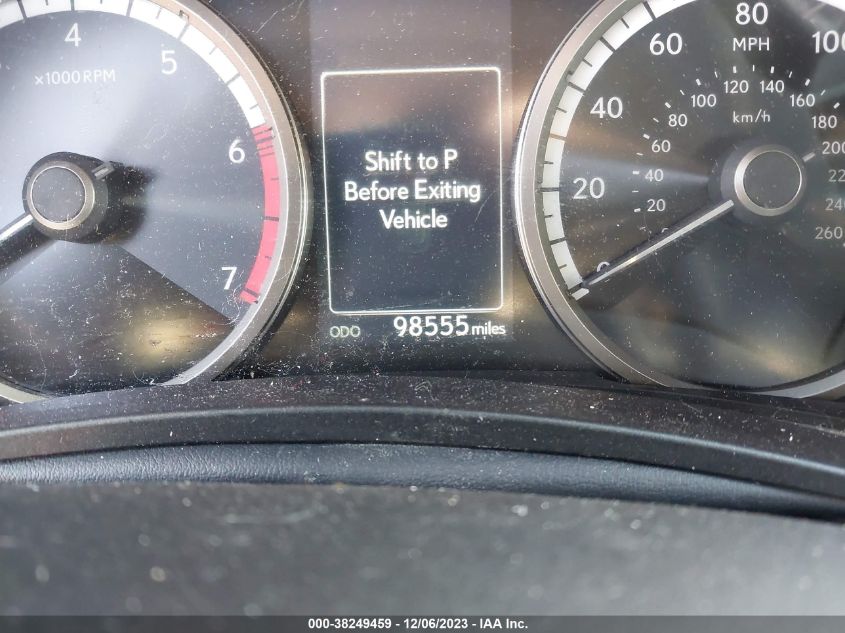 4
5
×1000RPM
6
7
Shift to P
Before Exiting
Vehicle
ODO 98555 miles
80
60
MPH
100
40
120 140
100 160
80 km/h 180
60 200
20
40 220
20 240
0 260
000-38249459 - 12/06/2023 - IAA Inc.